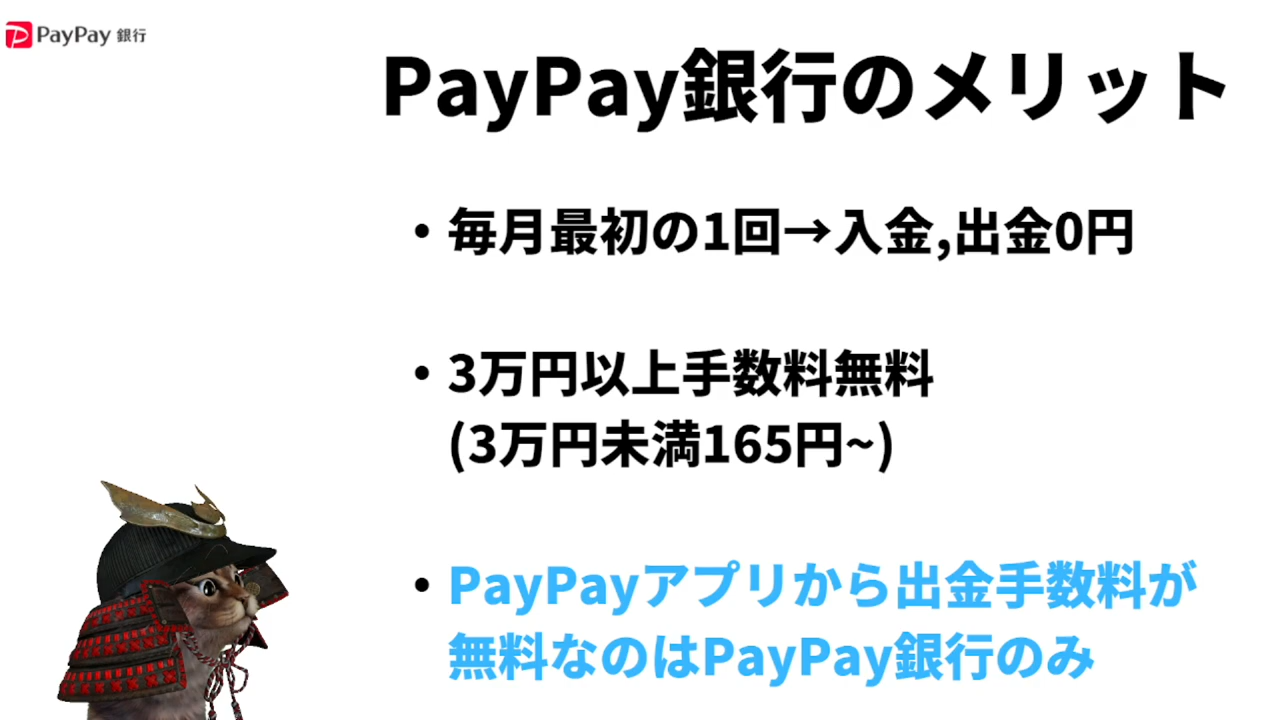 PayPay 銀行
PayPay銀行のメリット
・毎月最初の1回→入金,出金0円
・3万円以上手数料無料
(3万円未満165円~)
・PayPayアプリから出金手数料が
無料なのはPayPay銀行のみ